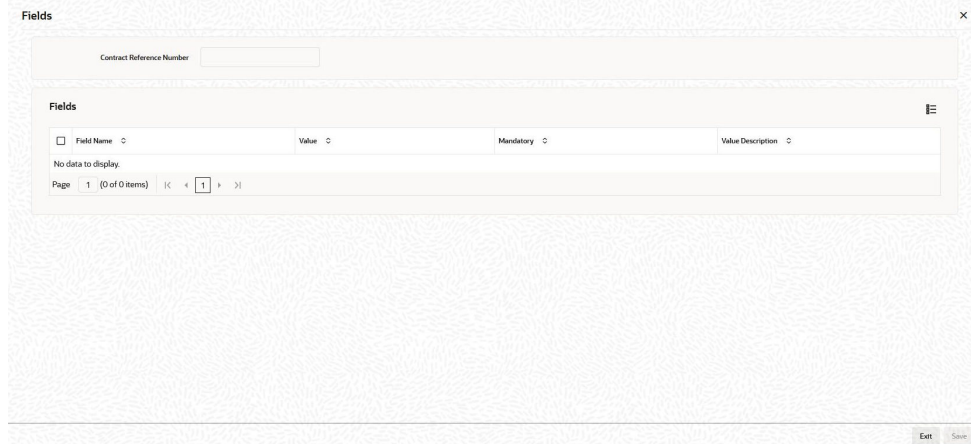 Fields
Contract Reference Number
Fields
Field Name Value Mandatory Value Description
No data to display.
Page 1 (0 of 0 items) 1
Exit Save